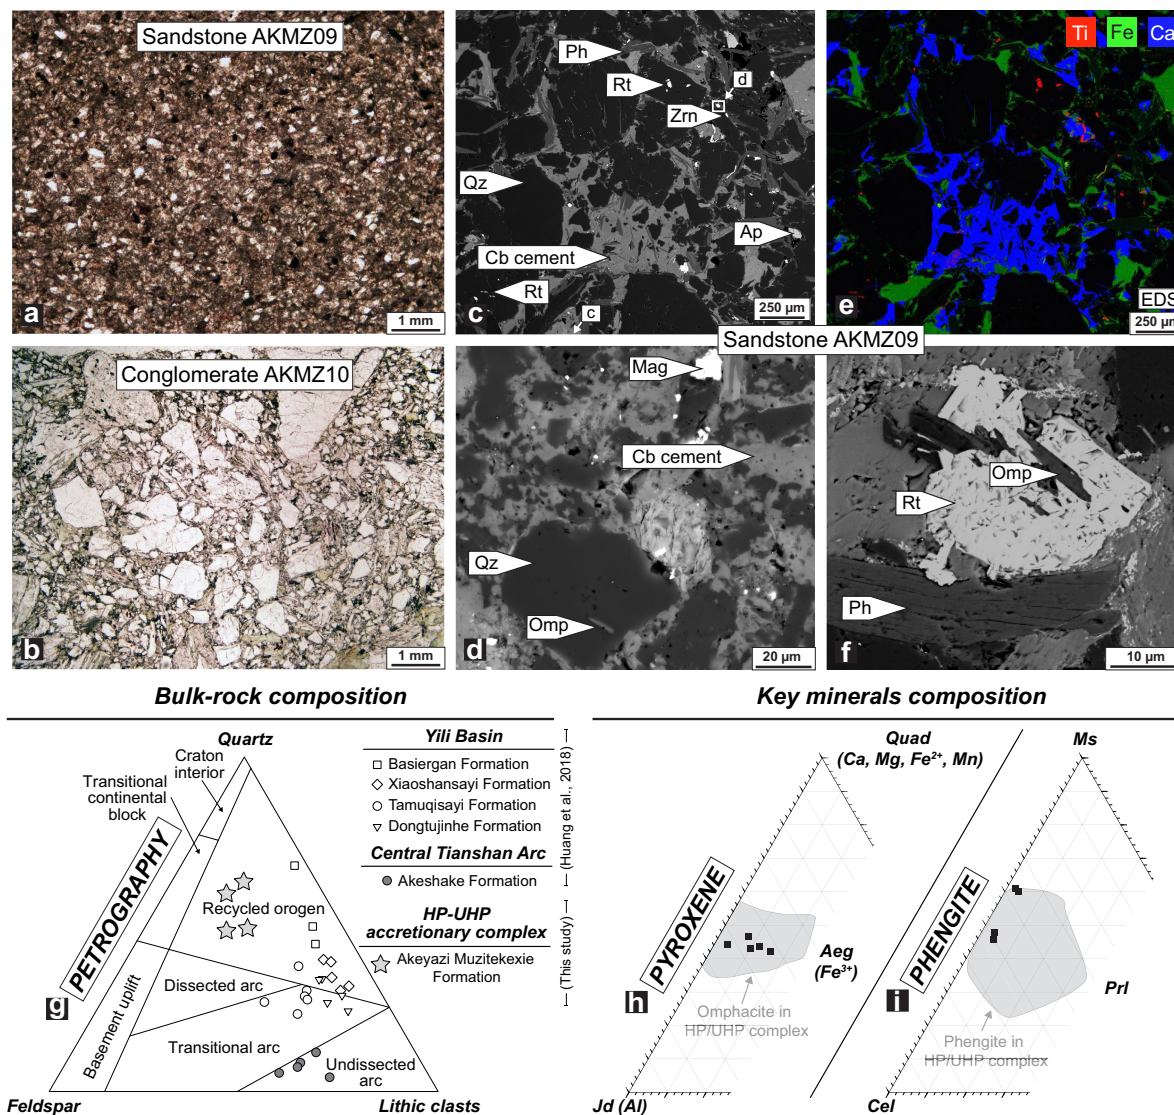 Sandstone AKMZ09
a
1 mm
Ph
Rt
d
Zrn
Qz
Ap
Cb cement
Rt
c
c
250 µm
Ti Fe Ca
e
EDS
250 µm
Sandstone AKMZ09
Conglomerate AKMZ10
b
1 mm
Mag
Cb cement
Qz
Omp
d
20 µm
Omp
Rt
Ph
f
10 µm
Bulk-rock composition
Quartz
Craton
interior
Transitional
continental
block
PETROGRAPHY
Recycled orogen
Dissected arc
g
Basement uplift
Transitional arc
Undissected
arc
Feldspar
Lithic clasts
Yili Basin
Basiergan Formation
Xiaoshansayi Formation
Tamuqisayi Formation
Dongtujinhe Formation
Central Tianshan Arc
Akeshake Formation
HP-UHP
accretionary complex
Akeyazi Muzitekexie
Formation
(Huang et al., 2018)
(This study)
Key minerals composition
Quad
(Ca, Mg, Fe²⁺, Mn)
PYROXENE
Aeg
(Fe³⁺)
h
Omphacite in
HP/UHP complex
Jd (Al)
Ms
PHENGITE
Prl
i
Phengite in
HP/UHP complex
Cel